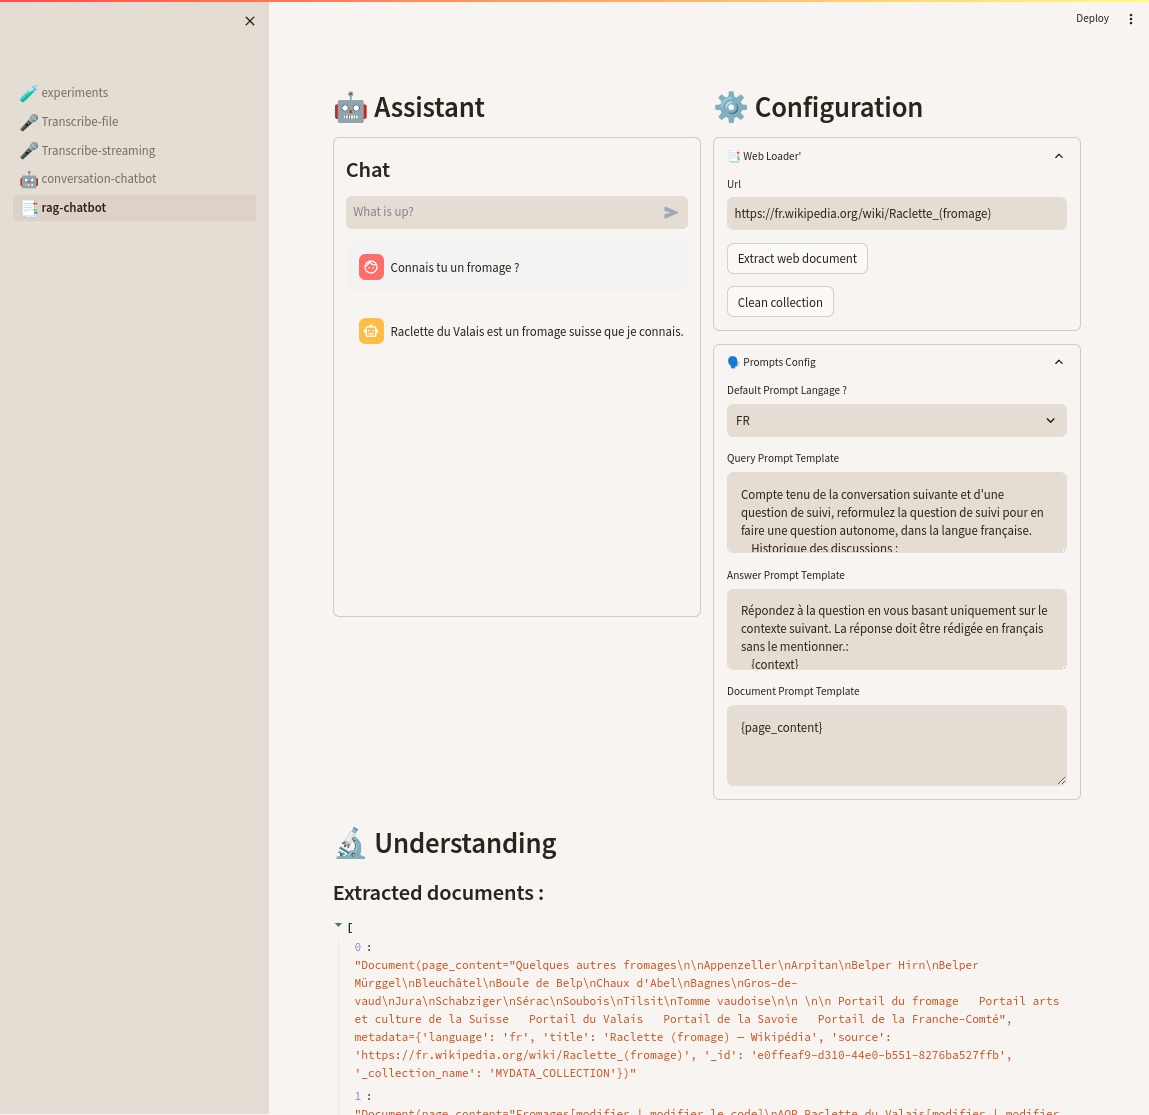 Deploy
experiments
Transcribe-file
Transcribe-streaming
conversation-chatbot
rag-chatbot
Assistant
Chat
What is up?
Connais tu un fromage ?
Raclette du Valais est un fromage suisse que je connais.
Configuration
Web Loader'
Url
https://fr.wikipedia.org/wiki/Raclette_(fromage)
Extract web document
Clean collection
Prompts Config
Default Prompt Langage ?
FR
Query Prompt Template
Compte tenu de la conversation suivante et d'une
question de suivi, reformulez la question de suivi pour en
faire une question autonome, dans la langue française.
Historique des discussions :
Answer Prompt Template
Répondez à la question en vous basant uniquement sur le
contexte suivant. La réponse doit être rédigée en français
sans le mentionner.:
{context}
Document Prompt Template
{page_content}
Understanding
Extracted documents :
[
0 :
"Document(page_content="Quelques autres fromages\n\nAppenzeller\nArpitan\nBelper Hirn\nBelper
Mürggel\nBleuchâtel\nBoule de Belp\nChaux d'Abel\nBagnes\nGros-de-
vaud\nJura\nSchabziger\nSérac\nSoubois\nTilsit\nTomme vaudoise\n\n \n\n Portail du fromage   Portail arts
et culture de la Suisse   Portail du Valais   Portail de la Savoie   Portail de la Franche-Comté",
metadata={'language': 'fr', 'title': 'Raclette (fromage) — Wikipédia', 'source':
'https://fr.wikipedia.org/wiki/Raclette_(fromage)', '_id': 'e0ffeaf9-d310-44e0-b551-8276ba527ffb',
'_collection_name': 'MYDATA_COLLECTION'})"
1 :
"Document(page_content="Fromages[modifier | modifier le code]\nAOP Raclette du Valais[modifier | modifier